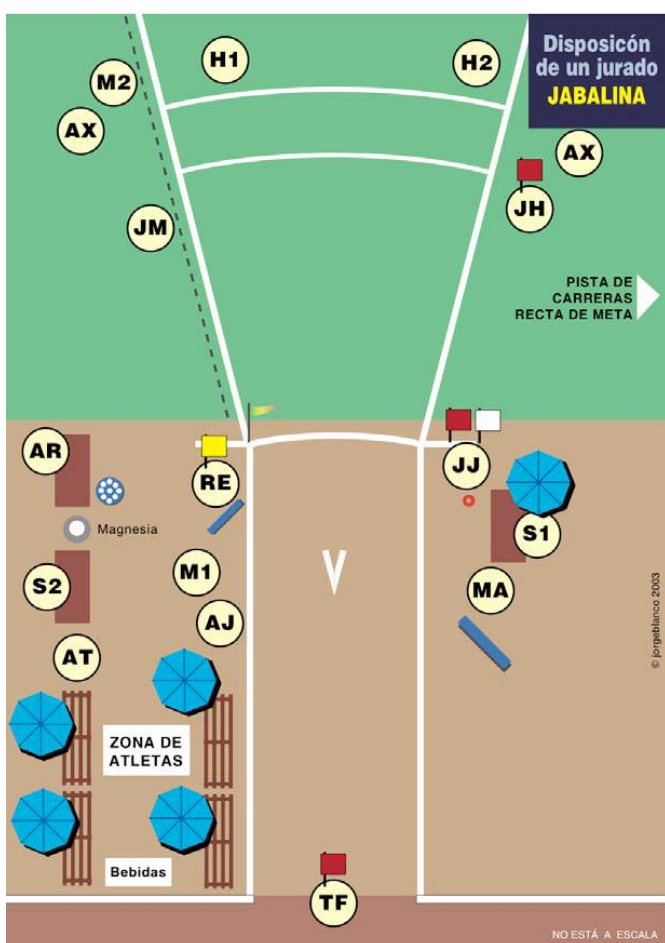 Disposicón
de un jurado
JABALINA
H1
H2
M2
AX
AX
JH
JM
PISTA DE
CARRERAS
RECTA DE META
AR
RE
JJ
Magnesia
S1
M1
S2
MA
AJ
AT
© jorgeblanco 2003
ZONA DE
ATLETAS
Bebidas
TF
NO ESTÁ A ESCALA